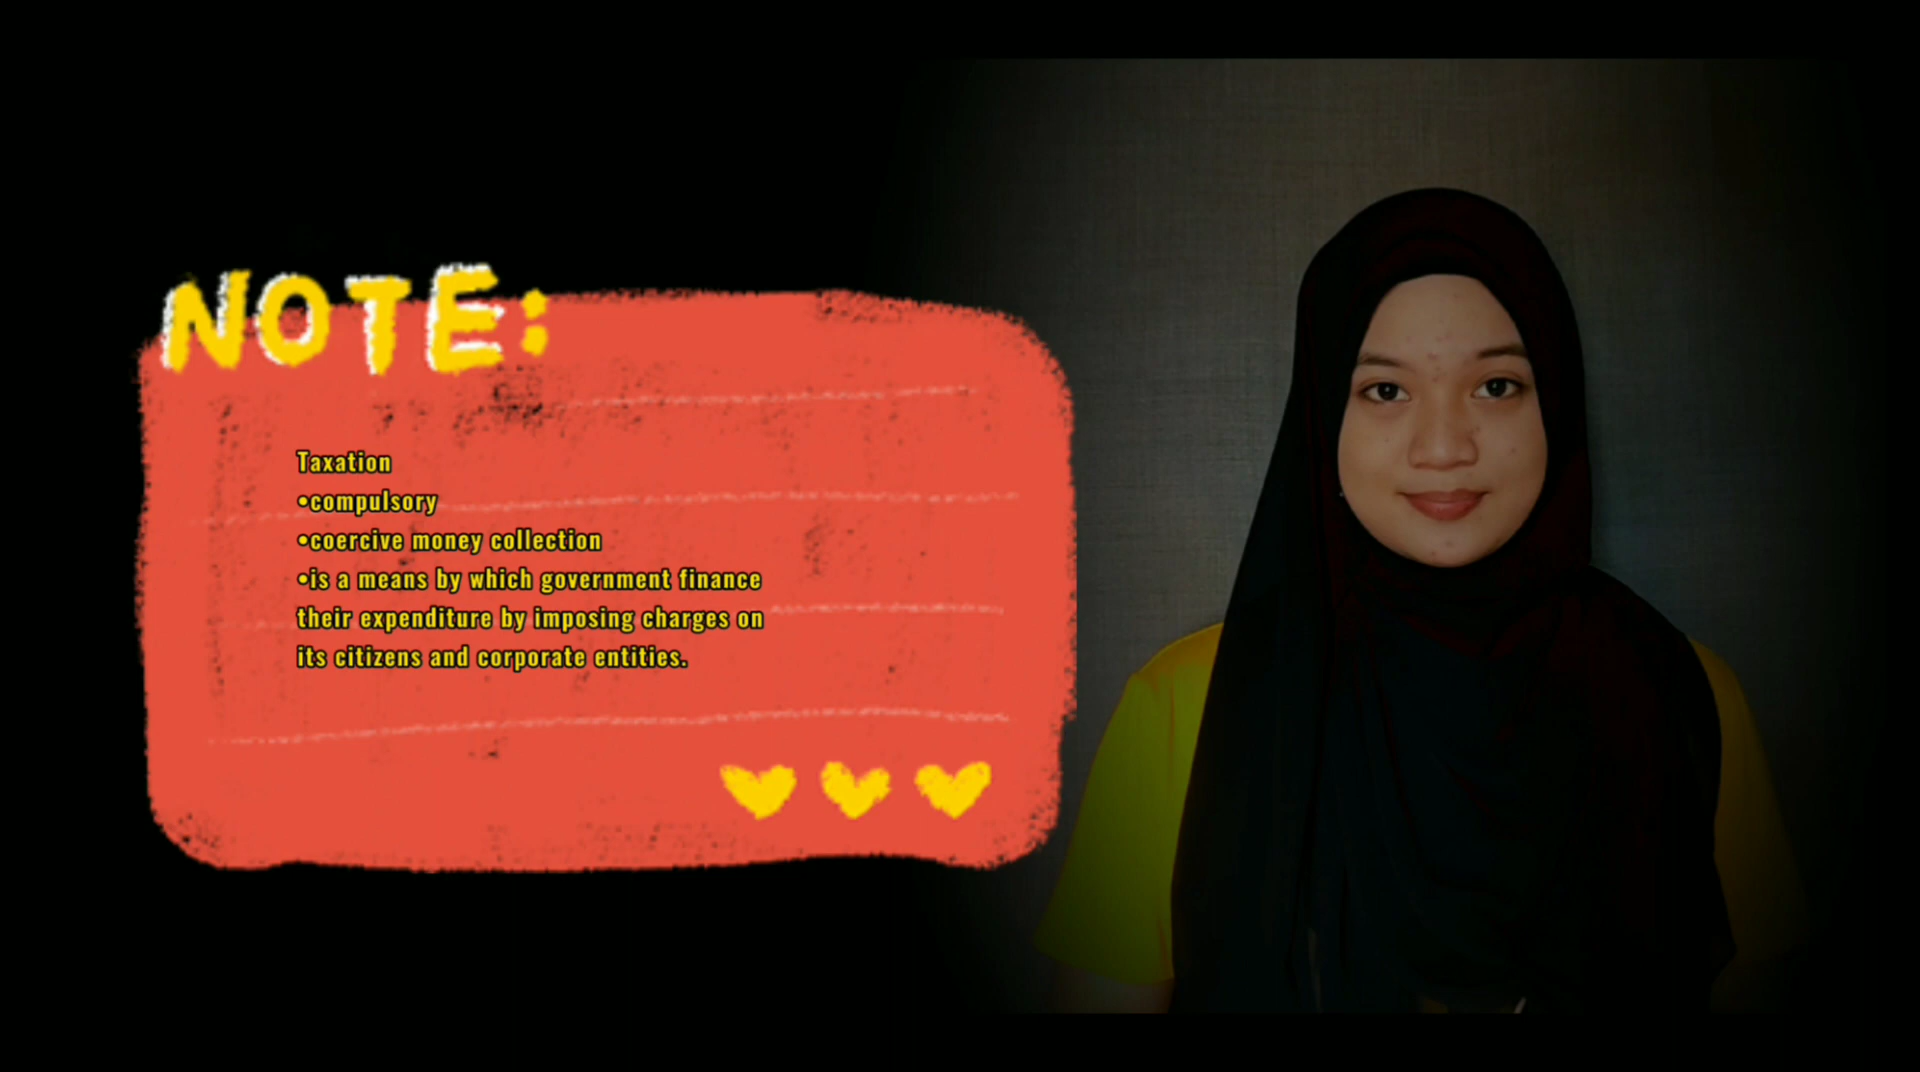 NOTE:
Taxation
•compulsory
•coercive money collection
•is a means by which government finance
their expenditure by imposing charges on
its citizens and corporate entities.